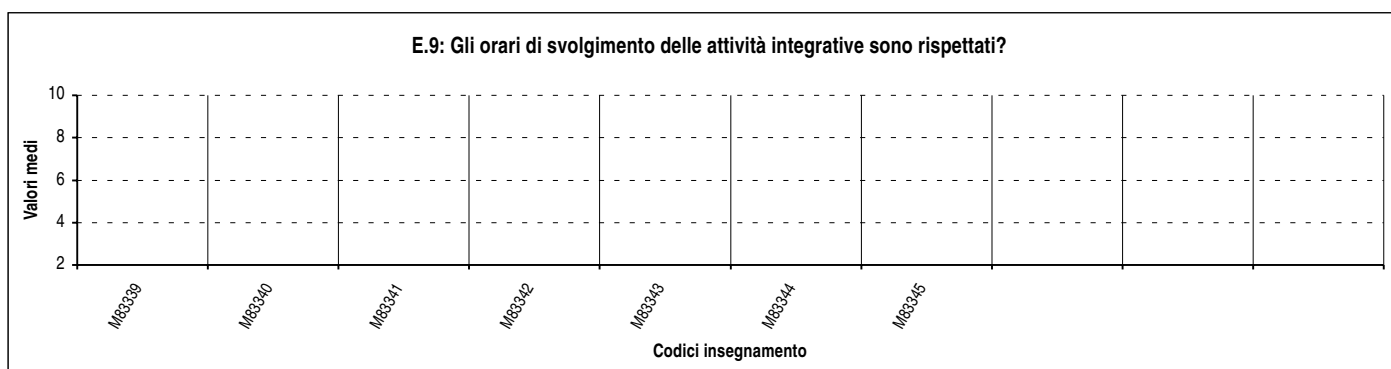 E.9: Gli orari di svolgimento delle attività integrative sono rispettati?
Valori medi
10
8
6
4
2
M83339
M83340
M83341
M83342
M83343
M83344
M83345
Codici insegnamento